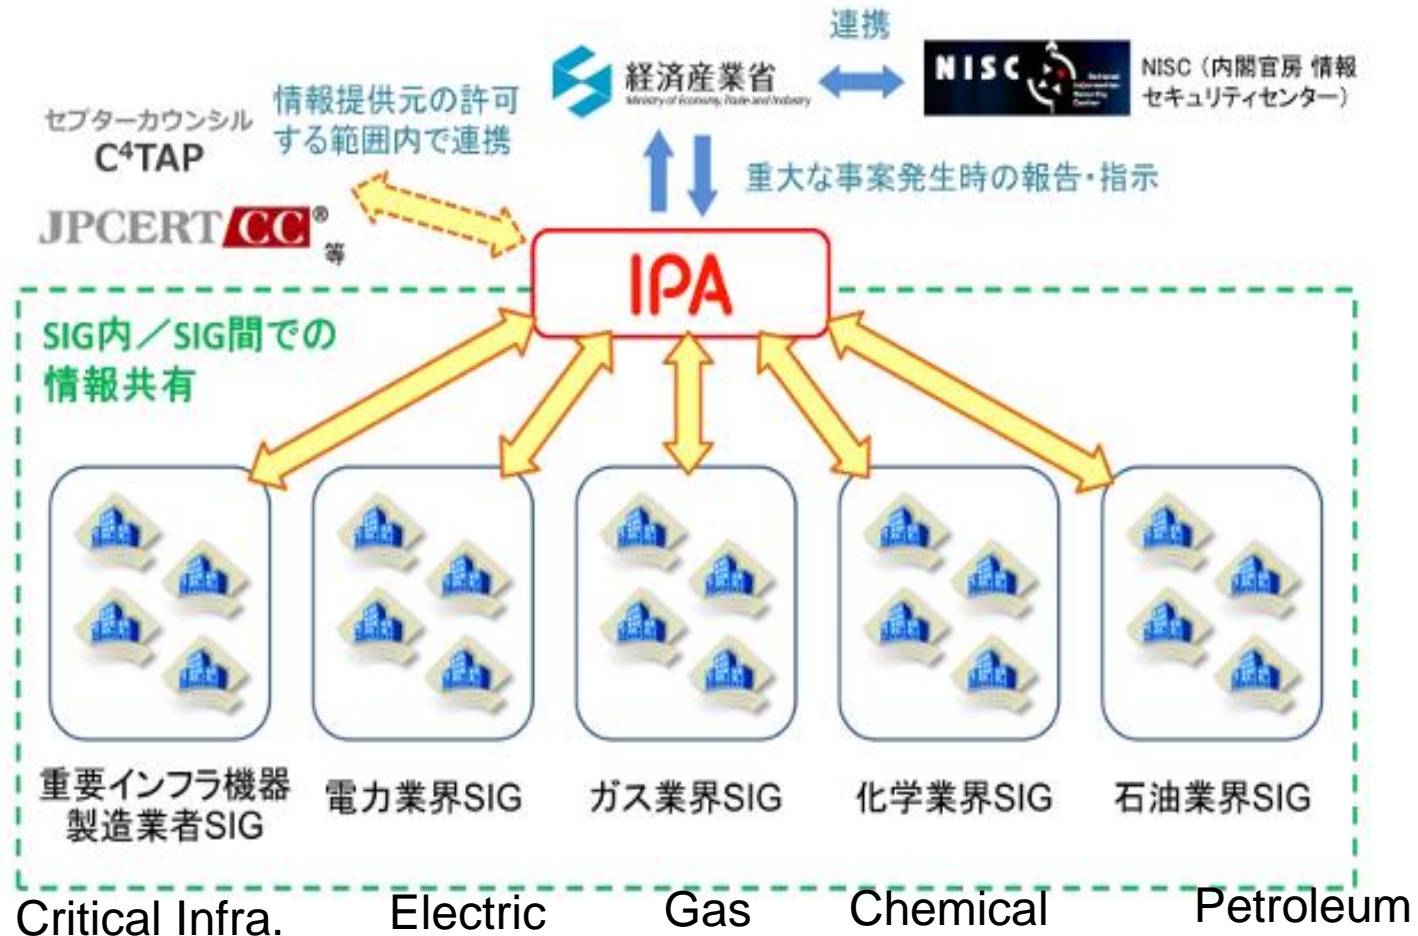 連携
経済産業省
Ministry of Economy, Trade and Industry
NISC
National
Information
Security
Center
NISC（内閣官房 情報
セキュリティセンター）
セプターカウンシル
C⁴TAP
情報提供元の許可
する範囲内で連携
JPCERT CC®
等
重大な事案発生時の報告・指示
IPA
SIG内／SIG間での
情報共有
重要インフラ機器
製造業者SIG
電力業界SIG
ガス業界SIG
化学業界SIG
石油業界SIG
Critical Infra.
Electric
Gas
Chemical
Petroleum